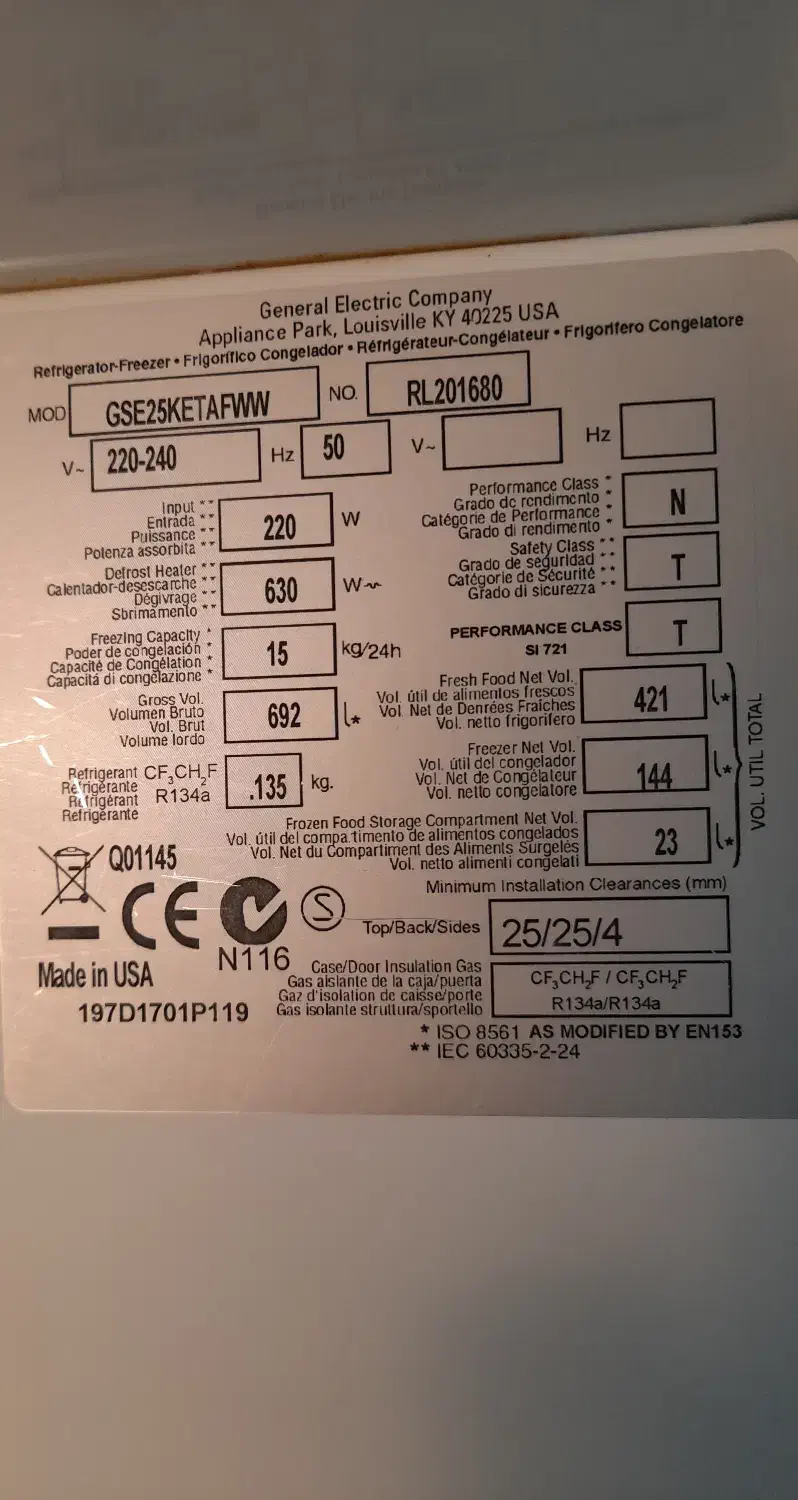 General Electric Company
Appliance Park, Louisville KY 40225 USA
Refrigerator-Freezer • Frigorífico Congelador • Réfrigérateur-Congélateur • Frigorifero Congelatore
MOD GSE25KETAFWW NO. RL201680
V~ 220-240 Hz 50 V~ Hz
Input **
Entrada **
Puissance **
Potenza assorbita **
220 W
Performance Class *
Grado de rendimento *
Catégorie de Performance *
Grado di rendimento *
N
Defrost Heater **
Calentador-desescarche **
Dégivrage **
Sbrimamento **
630 W~
Safety Class **
Grado de seguridad **
Catégorie de Sécurité **
Grado di sicurezza **
T
Freezing Capacity *
Poder de congelación *
Capacité de Congélation *
Capacitá di congelazione *
15 kg/24h
PERFORMANCE CLASS
SI 721
T
Gross Vol.
Volumen Bruto
Vol. Brut
Volume lordo
692 l*
Fresh Food Net Vol.
Vol. útil de alimentos frescos
Vol. Net de Denrées Fraîches
Vol. netto frigorifero
421 l*
Refrigerant
Réfrigerante
Réfrigérant
Refrigerante
CF3CH2F
R134a
.135 kg.
Freezer Net Vol.
Vol. útil del congelador
Vol. Net de Congélateur
Vol. netto congelatore
144 l*
Frozen Food Storage Compartment Net Vol.
Vol. útil del compartimento de alimentos congelados
Vol. Net du Compartiment des Aliments Surgelés
Vol. netto alimenti congelati
23 l*
VOL. UTIL TOTAL
Q01145
CE
S
N116
Minimum Installation Clearances (mm)
Top/Back/Sides 25/25/4
Made in USA
197D1701P119
Case/Door Insulation Gas
Gas aislante de la caja/puerta
Gaz d'isolation de caisse/porte
Gas isolante struttura/sportello
CF3CH2F / CF3CH2F
R134a/R134a
* ISO 8561 AS MODIFIED BY EN153
** IEC 60335-2-24